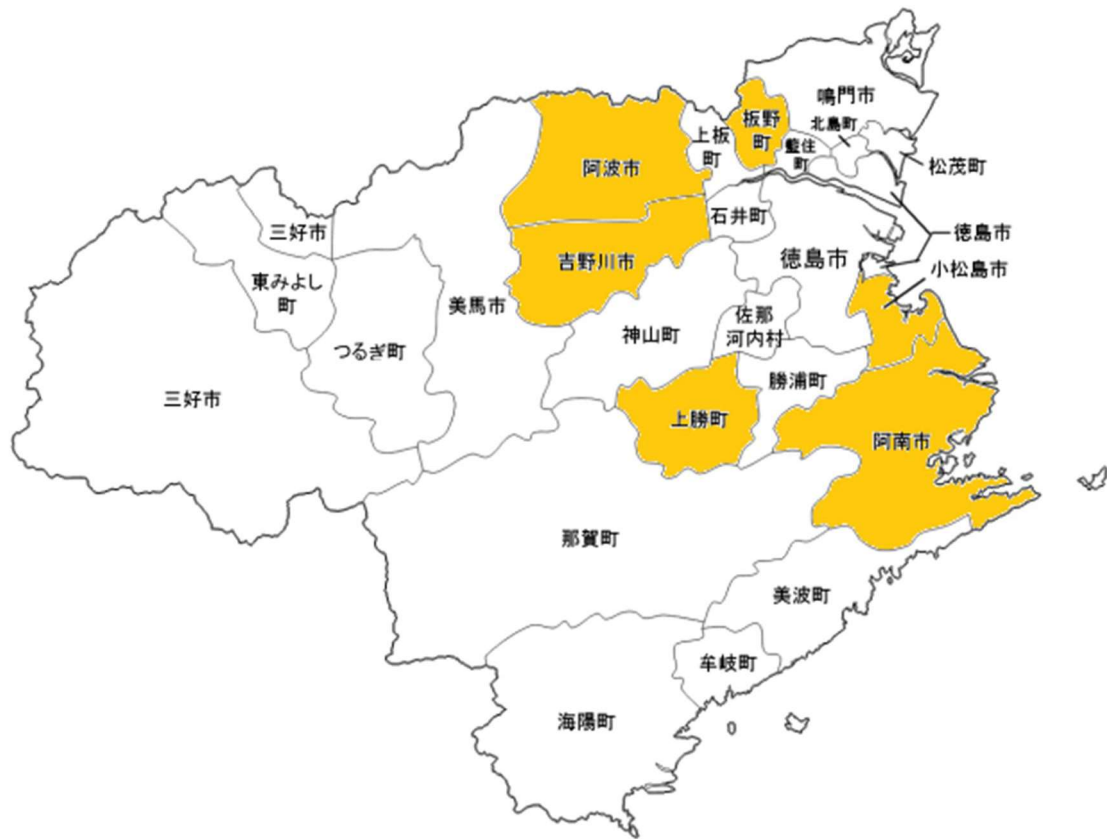 鳴門市
板野
町
北島町
上板
町
藍住
町
松茂町
阿波市
三好市
石井町
徳島市
徳島市
吉野川市
小松島市
東みよし
町
美馬市
佐那
河内村
神山町
つるぎ町
勝浦町
三好市
上勝町
阿南市
那賀町
美波町
牟岐町
海陽町